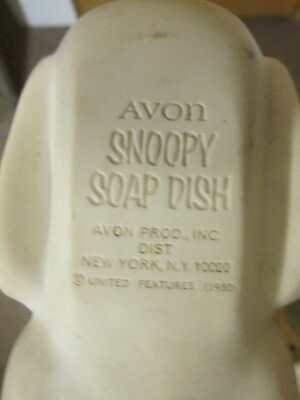 AVON
SNOOPY
SOAP DISH
AVON PROD., INC.
DIST.
NEW YORK, N.Y. 10020
© UNITED FEATURES